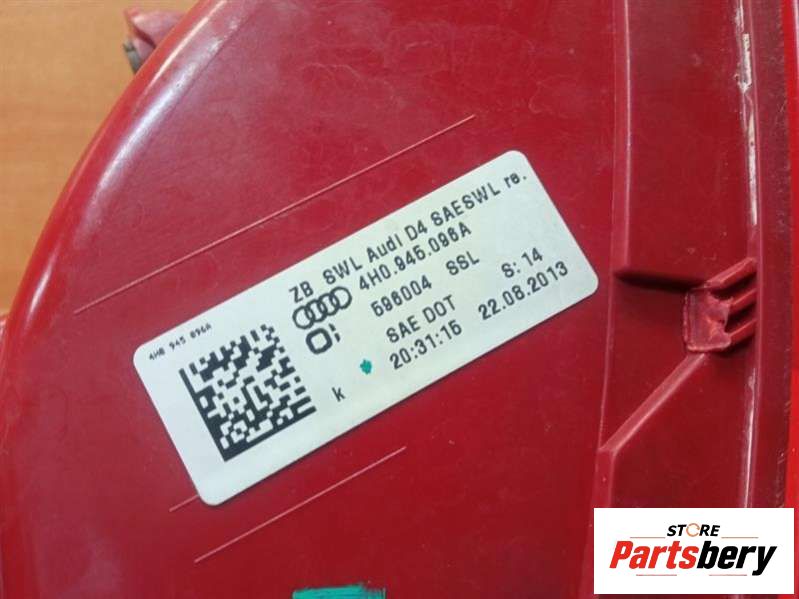 ZB SWL Audi D4 SAESWL re.
4H0.945.096A
596004 SSL
SAE DOT S: 14
k 20:31:15 22.08.2013
4H0 945 096A
STORE
Partsbery